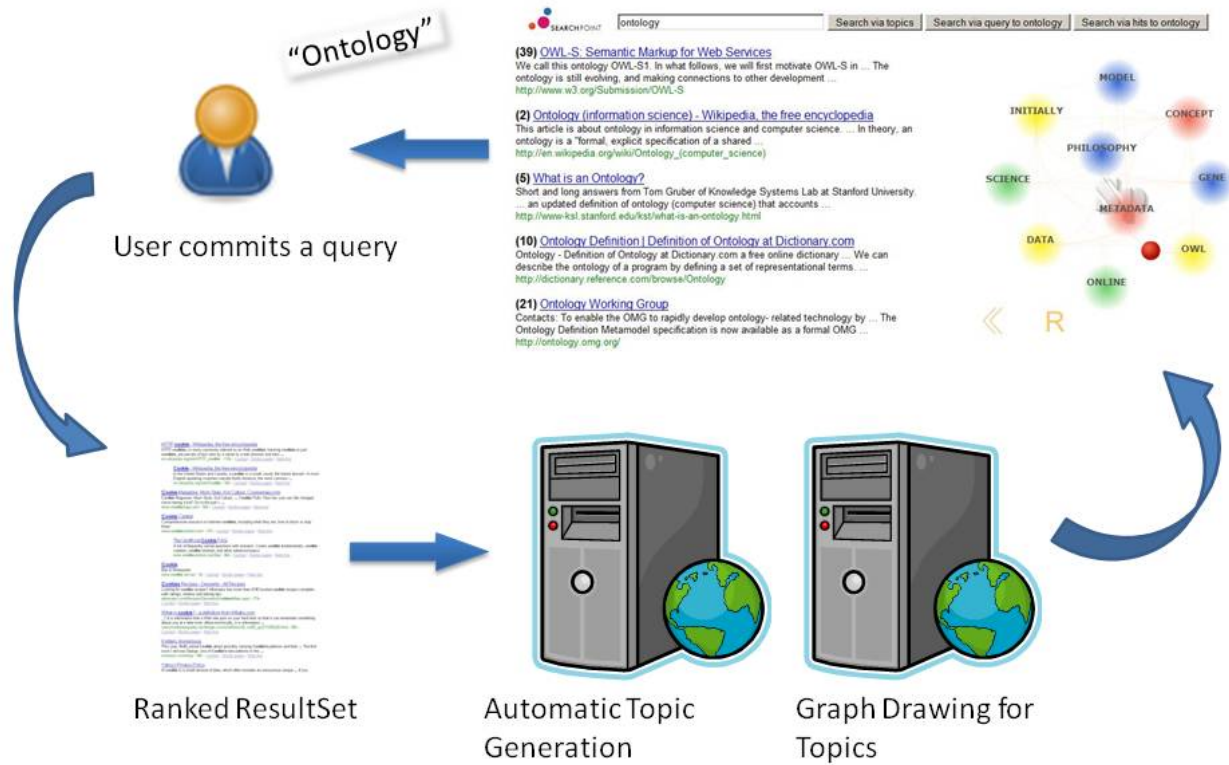 "Ontology"
SEARCHPOINT
ontology
Search via topics
Search via query to ontology
Search via hits to ontology
(39) OWL-S: Semantic Markup for Web Services
We call this ontology OWL-S1. In what follows, we will first motivate OWL-S in ... The
ontology is still evolving, and making connections to other development ...
http://www.w3.org/Submission/OWL-S
(2) Ontology (information science) - Wikipedia, the free encyclopedia
This article is about ontology in information science and computer science. ... In theory, an
ontology is a "formal, explicit specification of a shared ...
http://en.wikipedia.org/wiki/Ontology_(computer_science)
(5) What is an Ontology?
Short and long answers from Tom Gruber of Knowledge Systems Lab at Stanford University.
... an updated definition of ontology (computer science) that accounts ...
http://www-ksl.stanford.edu/kst/what-is-an-ontology.html
(10) Ontology Definition | Definition of Ontology at Dictionary.com
Ontology - Definition of Ontology at Dictionary.com a free online dictionary ... We can
describe the ontology of a program by defining a set of representational terms. ...
http://dictionary.reference.com/browse/Ontology
(21) Ontology Working Group
Contacts: To enable the OMG to rapidly develop ontology- related technology by ... The
Ontology Definition Metamodel specification is now available as a formal OMG ...
http://ontology.omg.org/
MODEL
INITIALLY
CONCEPT
PHILOSOPHY
SCIENCE
GENE
METADATA
DATA
OWL
ONLINE
R
User commits a query
Ranked ResultSet
Automatic Topic
Generation
Graph Drawing for
Topics